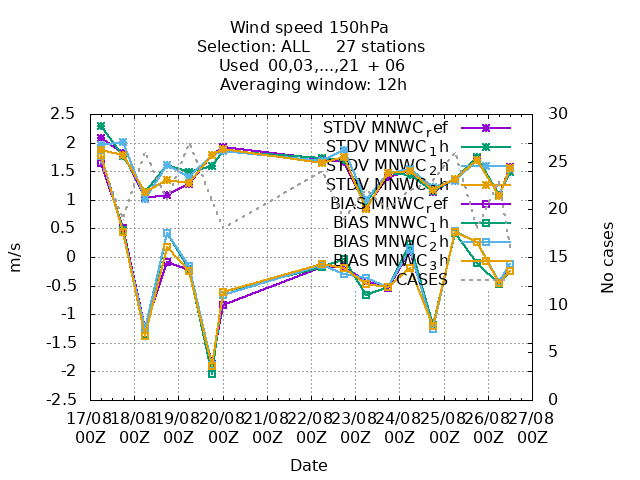 Wind speed 150hPa
Selection: ALL 27 stations
Used 00,03,...,21 + 06
Averaging window: 12h
2.5
2
1.5
1
0.5
0
-0.5
-1
-1.5
-2
-2.5
30
25
20
15
10
5
0
STDV MNWC_ref
STDV MNWC_1h
STDV MNWC_2h
STDV MNWC_3h
BIAS MNWC_ref
BIAS MNWC_1h
BIAS MNWC_2h
BIAS MNWC_3h
CASES
m/s
No cases
17/08 18/08 19/08 20/08 21/08 22/08 23/08 24/08 25/08 26/08 27/08
00Z 00Z 00Z 00Z 00Z 00Z 00Z 00Z 00Z 00Z 00Z
Date